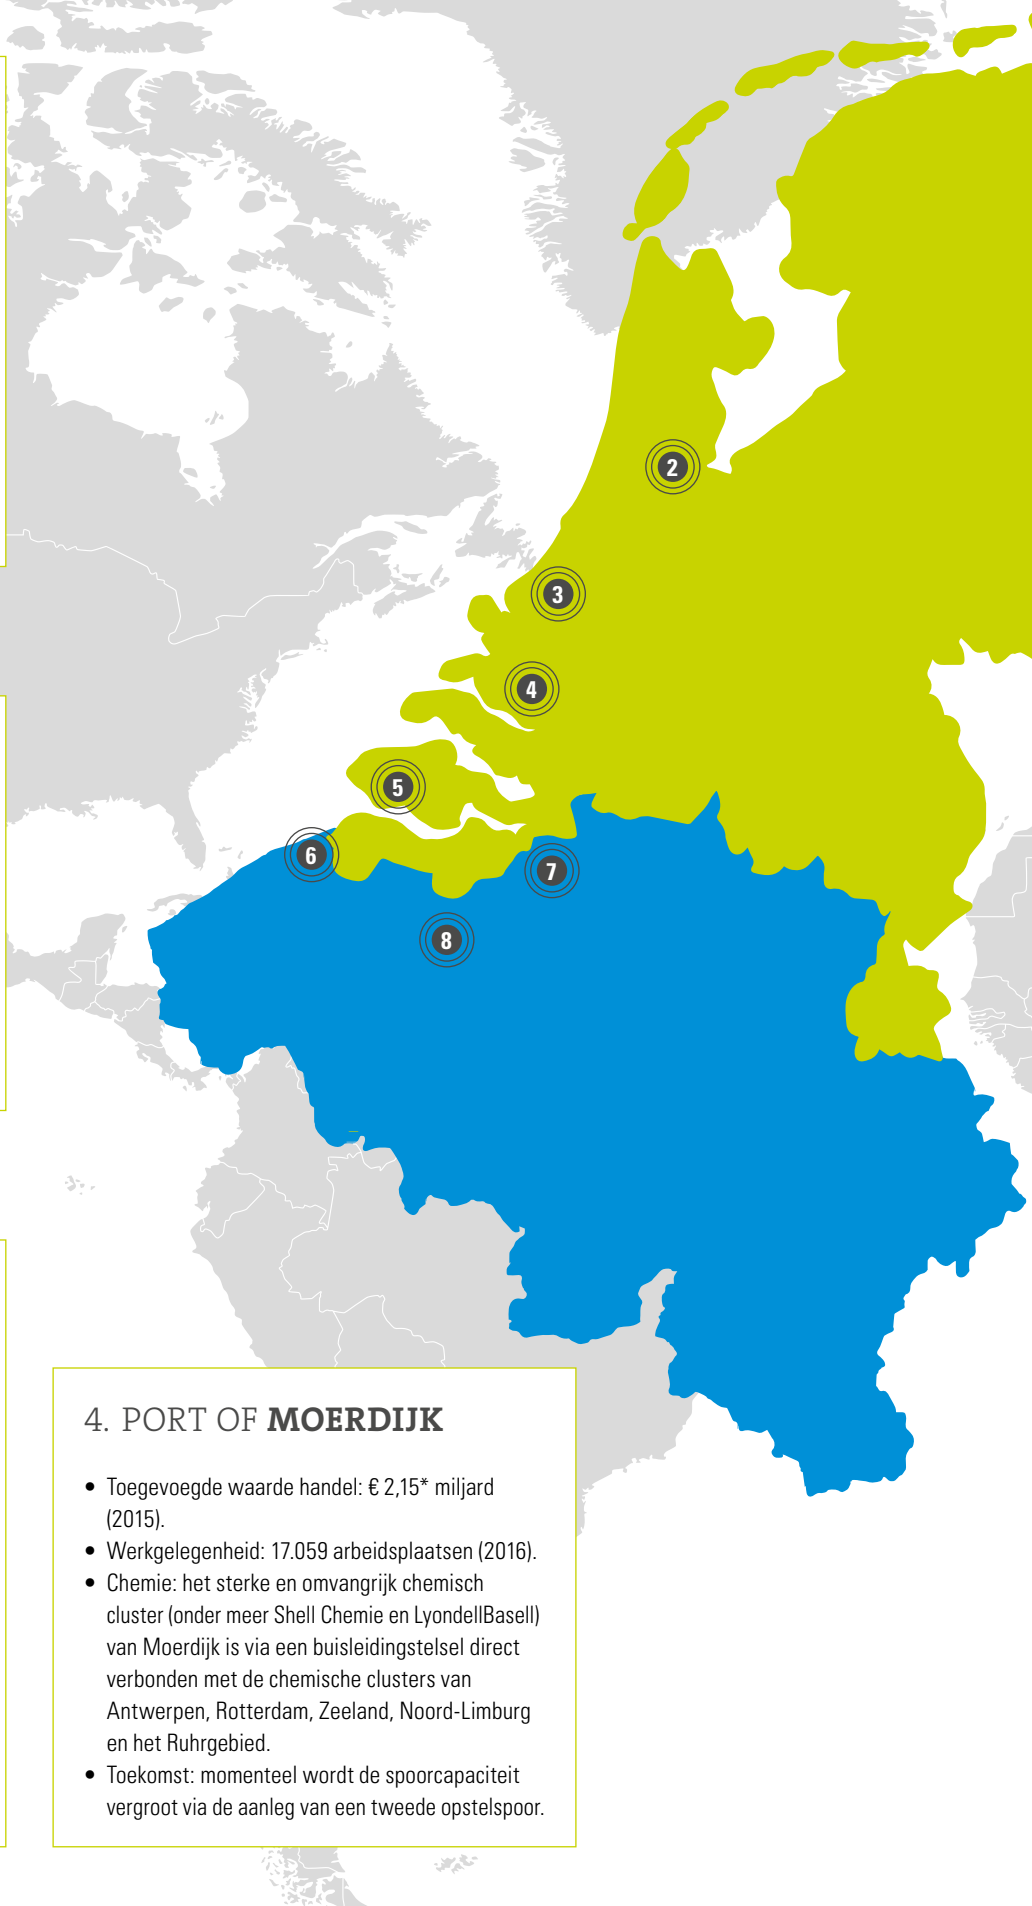 2
3
4
5
6
7
8
4. PORT OF MOERDIJK
• Toegevoegde waarde handel: € 2,15* miljard
(2015).
• Werkgelegenheid: 17.059 arbeidsplaatsen (2016).
• Chemie: het sterke en omvangrijk chemisch
cluster (onder meer Shell Chemie en LyondellBasell)
van Moerdijk is via een buisleidingstelsel direct
verbonden met de chemische clusters van
Antwerpen, Rotterdam, Zeeland, Noord-Limburg
en het Ruhrgebied.
• Toekomst: momenteel wordt de spoorcapaciteit
vergroot via de aanleg van een tweede opstelspoor.